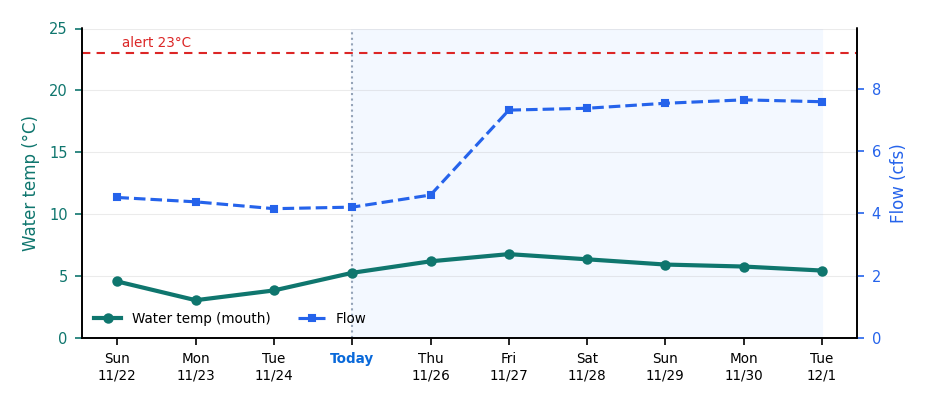 25
20
15
10
5
0
Water temp (°C)
alert 23°C
Water temp (mouth)
Flow
8
6
4
2
0
Flow (cfs)
Sun Mon Tue Today Thu Fri Sat Sun Mon Tue
11/22 11/23 11/24 11/26 11/27 11/28 11/29 11/30 12/1